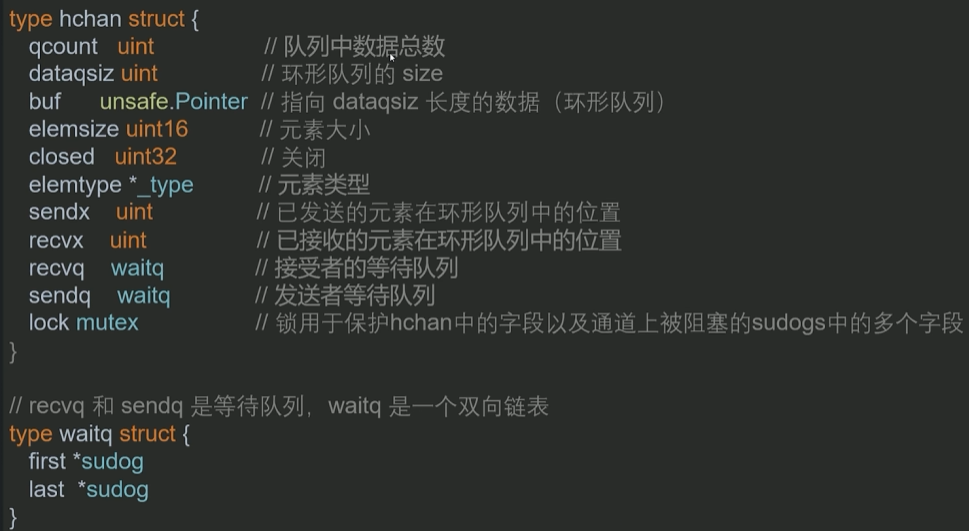 type hchan struct {
qcount uint // 队列中数据总数
dataqsiz uint // 环形队列的 size
buf unsafe.Pointer // 指向 dataqsiz 长度的数据（环形队列）
elemsize uint16 // 元素大小
closed uint32 // 关闭
elemtype *_type // 元素类型
sendx uint // 已发送的元素在环形队列中的位置
recvx uint // 已接收的元素在环形队列中的位置
recvq waitq // 接受者的等待队列
sendq waitq // 发送者等待队列
lock mutex // 锁用于保护hchan中的字段以及通道上被阻塞的sudogs中的多个字段
}
// recvq 和 sendq 是等待队列，waitq 是一个双向链表
type waitq struct {
first *sudog
last *sudog
}